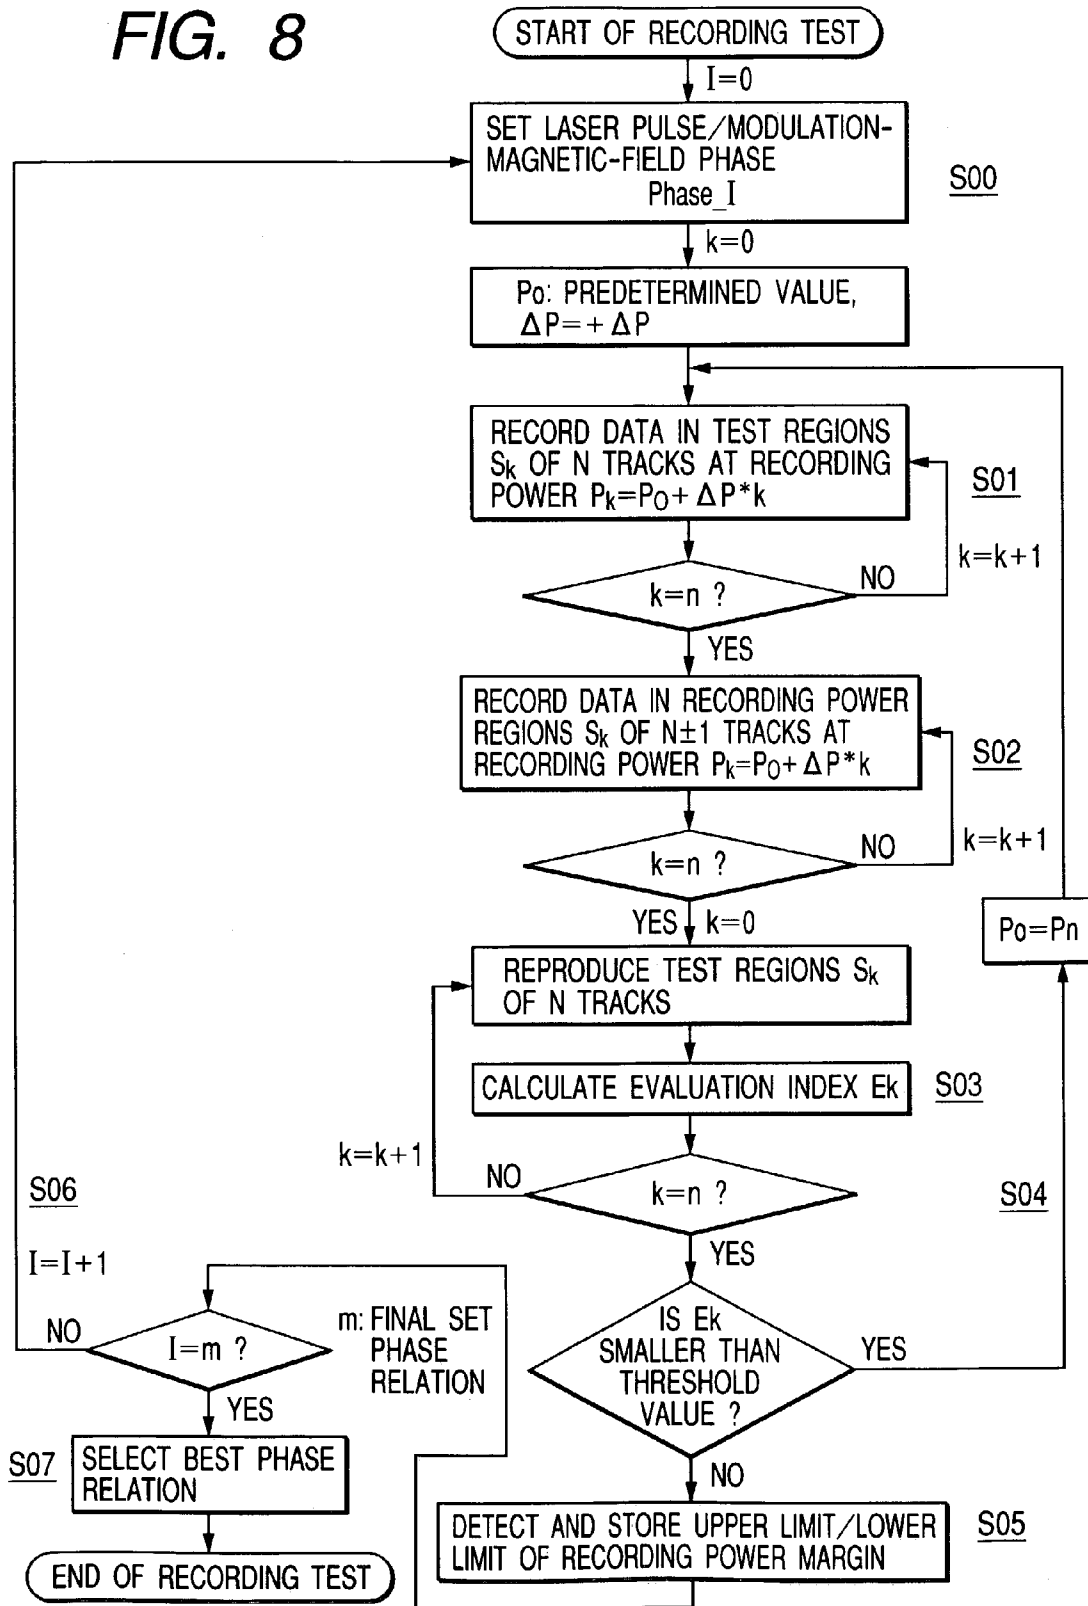 FIG. 8
START OF RECORDING TEST
I=0
SET LASER PULSE/MODULATION-
MAGNETIC-FIELD PHASE
Phase_I
S00
k=0
Po: PREDETERMINED VALUE,
ΔP=+ΔP
RECORD DATA IN TEST REGIONS
Sk OF N TRACKS AT RECORDING
POWER Pk=P0+ΔP*k
S01
k=k+1
k=n ?
NO
YES
RECORD DATA IN RECORDING POWER
REGIONS Sk OF N±1 TRACKS AT
RECORDING POWER Pk=P0+ΔP*k
S02
k=k+1
k=n ?
NO
YES k=0
Po=Pn
REPRODUCE TEST REGIONS Sk
OF N TRACKS
CALCULATE EVALUATION INDEX Ek
S03
k=k+1
NO
k=n ?
YES
S04
IS Ek
SMALLER THAN
THRESHOLD
VALUE ?
YES
NO
DETECT AND STORE UPPER LIMIT/LOWER
LIMIT OF RECORDING POWER MARGIN
S05
S06
I=I+1
NO
I=m ?
m: FINAL SET
PHASE
RELATION
YES
S07
SELECT BEST PHASE
RELATION
END OF RECORDING TEST